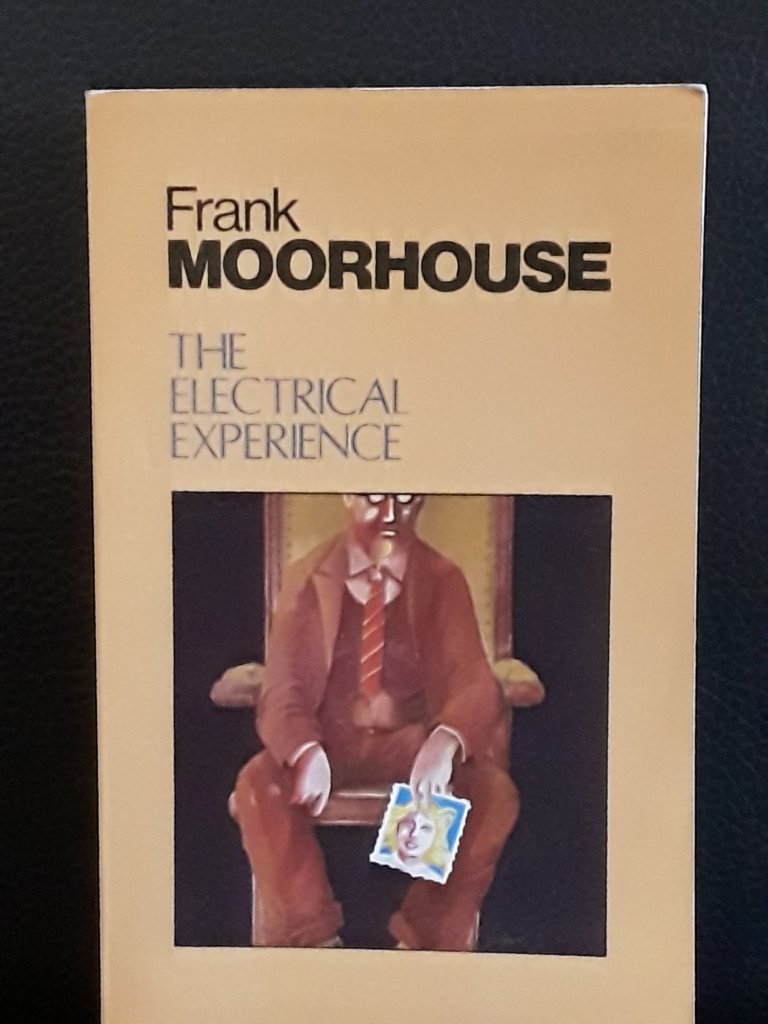 Frank
MOORHOUSE
THE
ELECTRICAL
EXPERIENCE